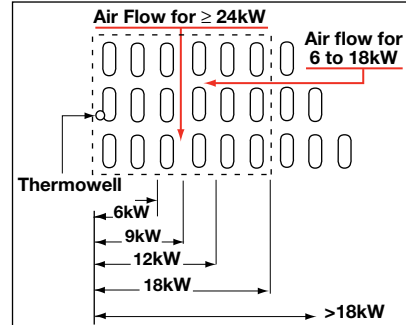 Air Flow for ≥ 24kW
Air flow for
6 to 18kW
Thermowell
6kW
9kW
12kW
18kW
>18kW